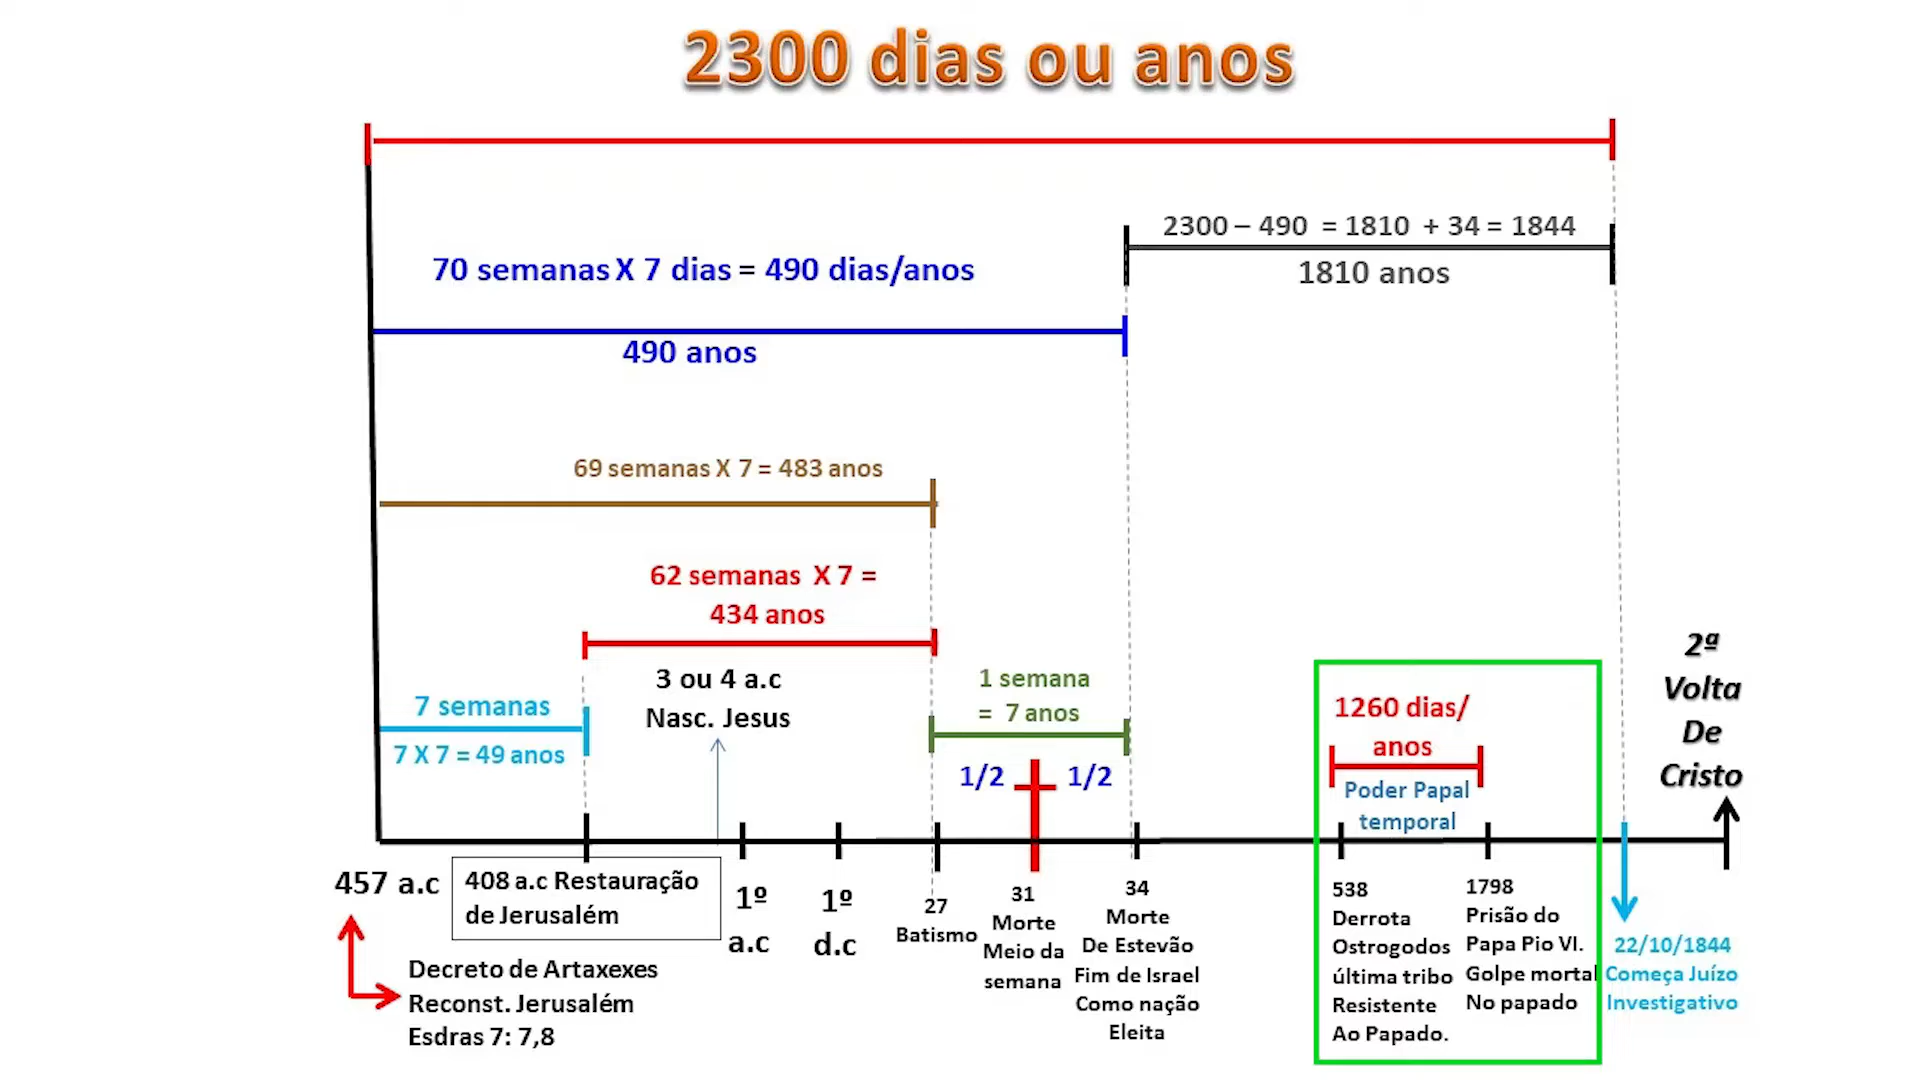 2300 dias ou anos
2300 – 490 = 1810 + 34 = 1844
1810 anos
70 semanas X 7 dias = 490 dias/anos
490 anos
69 semanas X 7 = 483 anos
62 semanas X 7 =
434 anos
3 ou 4 a.c
Nasc. Jesus
7 semanas
7 X 7 = 49 anos
1 semana
= 7 anos
1/2
1/2
1260 dias/
anos
Poder Papal
temporal
2ª
Volta
De
Cristo
457 a.c
408 a.c Restauração
de Jerusalém
Decreto de Artaxexes
Reconst. Jerusalém
Esdras 7: 7,8
1º
a.c
1º
d.c
27
Batismo
31
Morte
Meio da
semana
34
Morte
De Estevão
Fim de Israel
Como nação
Eleita
538
Derrota
Ostrogodos
última tribo
Resistente
Ao Papado.
1798
Prisão do
Papa Pio VI.
Golpe mortal
No papado
22/10/1844
Começa Juízo
Investigativo